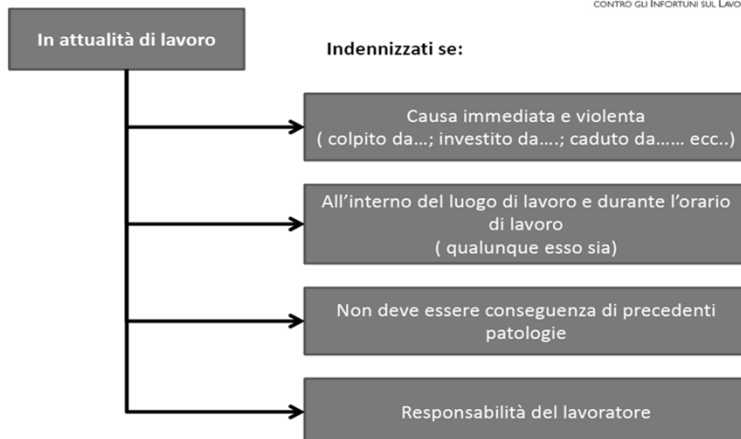 CONTRO GLI INFORTUNI SUL LAVO
In attualità di lavoro
Indennizzati se:
Causa immediata e violenta
( colpito da...; investito da....; caduto da...... ecc..)
All'interno del luogo di lavoro e durante l'orario
di lavoro
( qualunque esso sia)
Non deve essere conseguenza di precedenti
patologie
Responsabilità del lavoratore